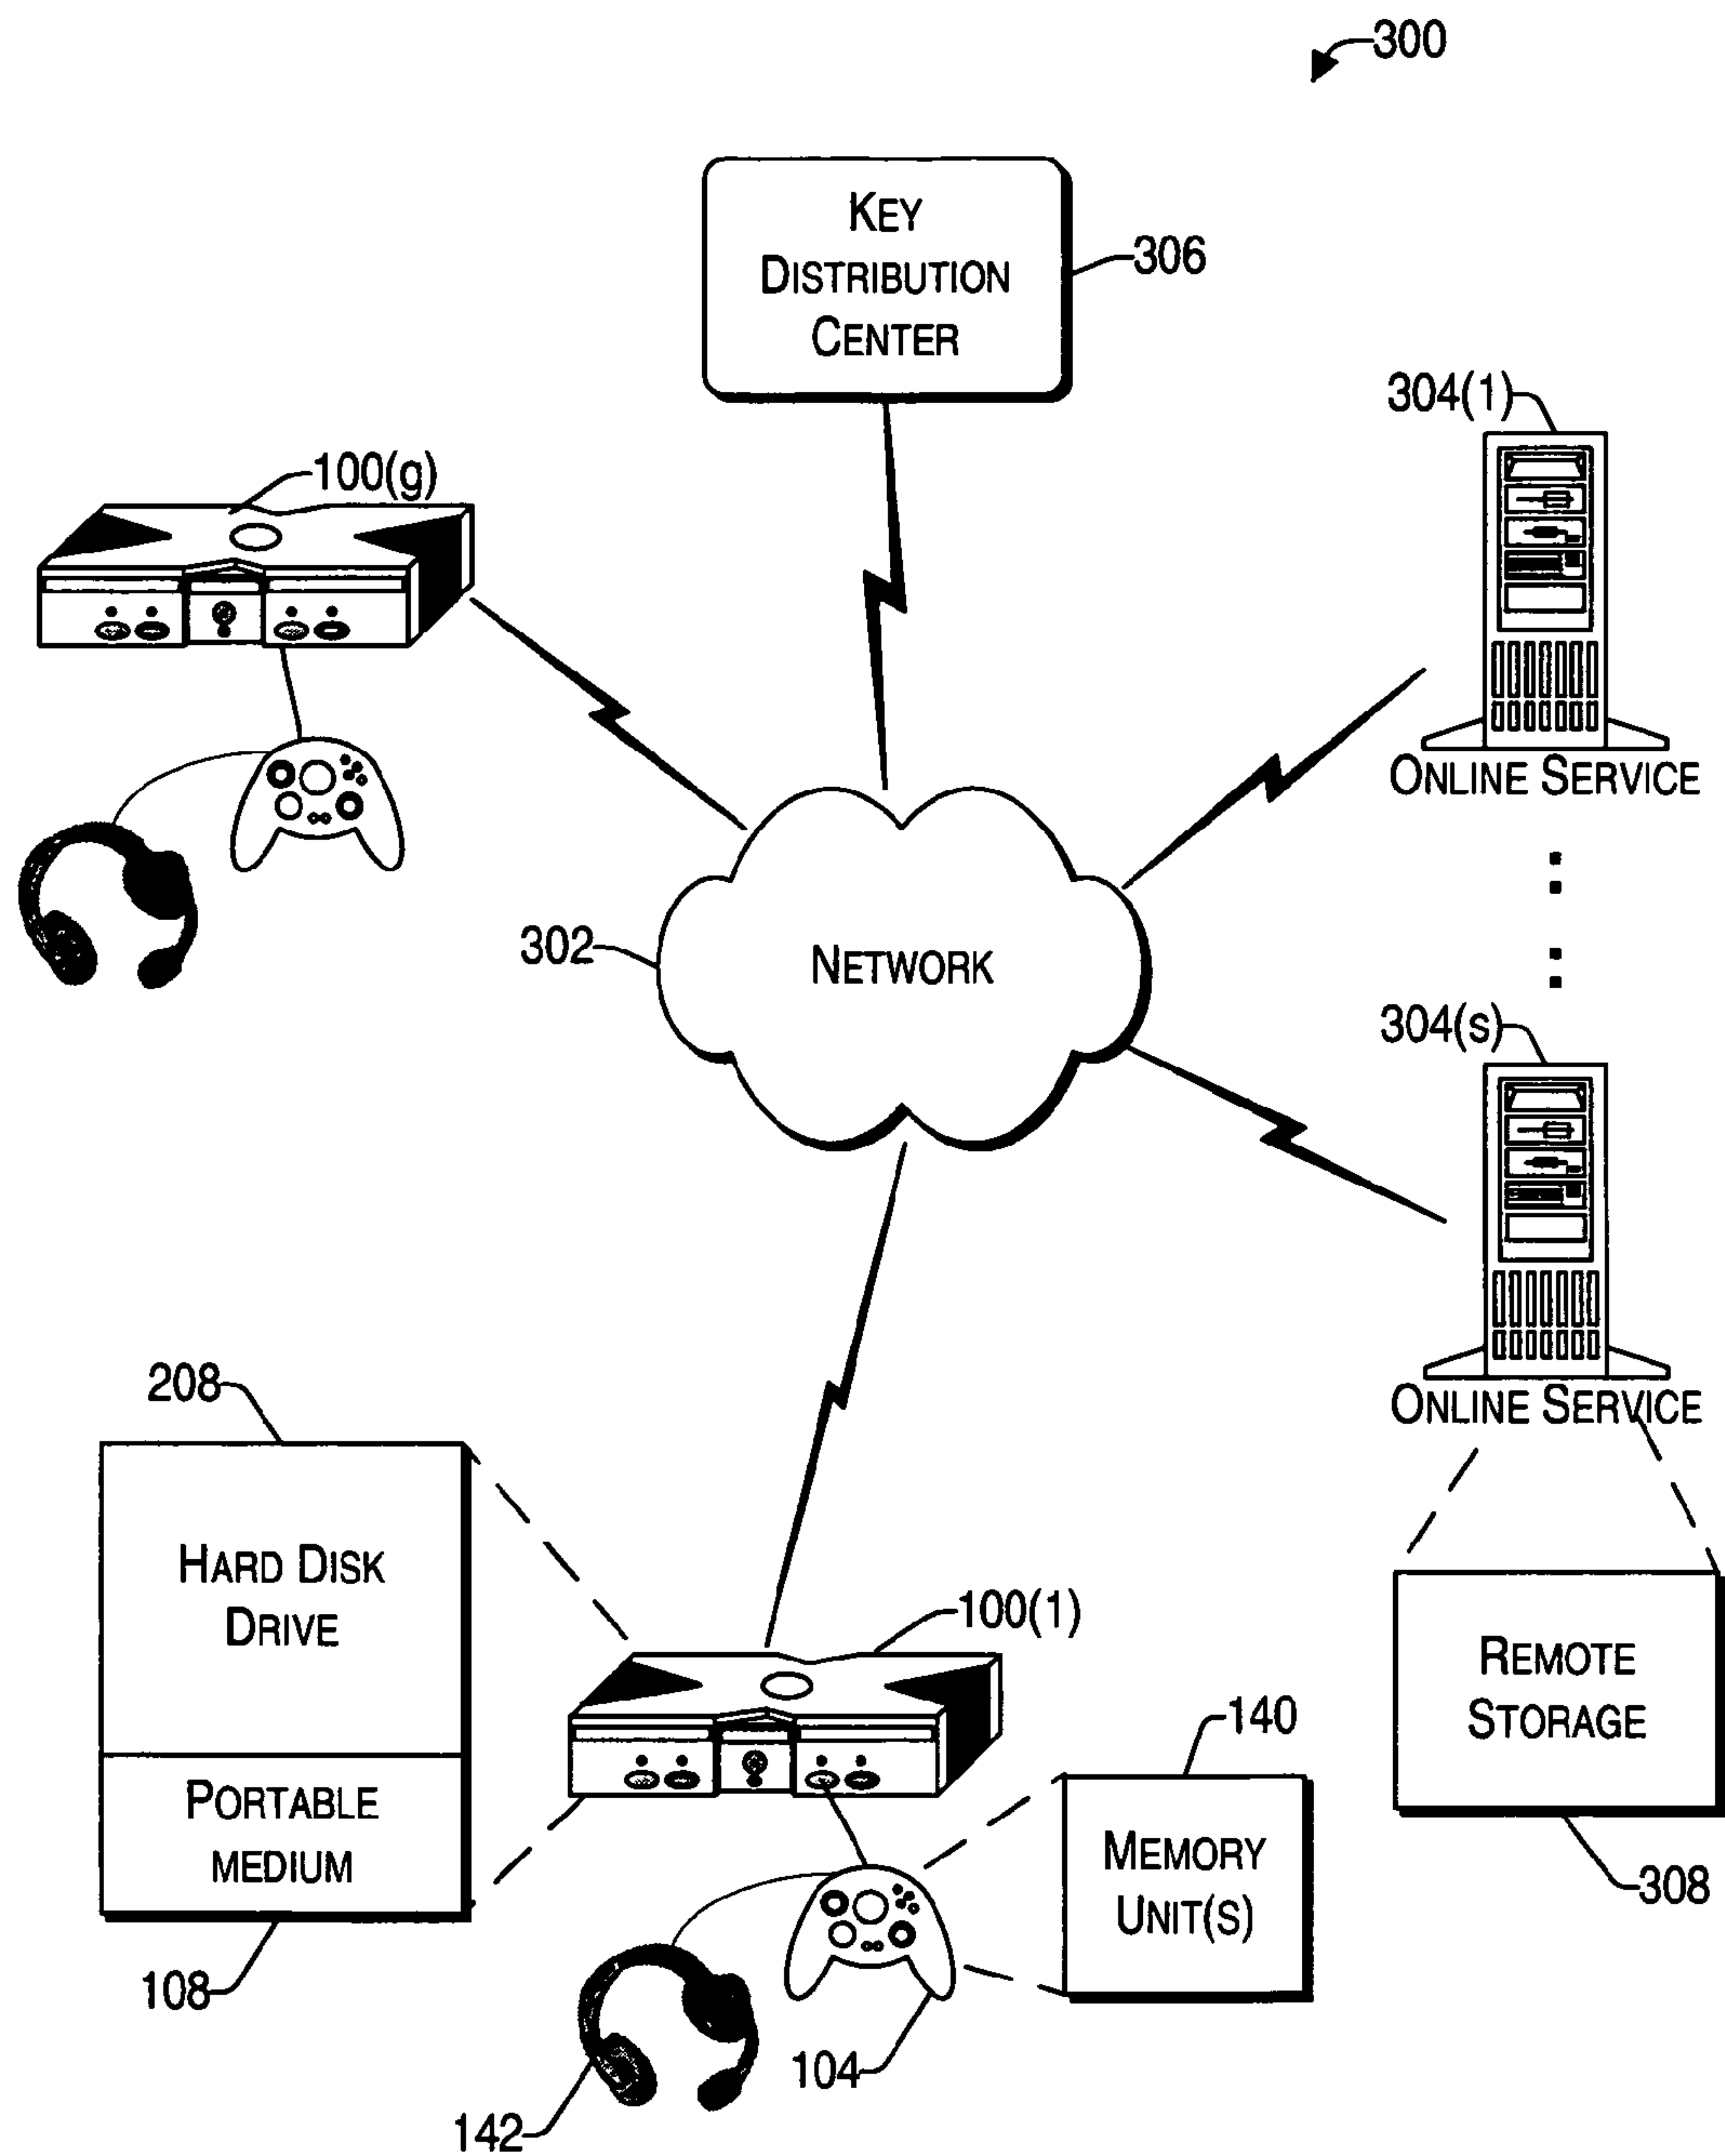 300
KEY
DISTRIBUTION
CENTER
306
304(1)
100(g)
ONLINE SERVICE
302
NETWORK
304(s)
ONLINE SERVICE
208
HARD DISK
DRIVE
PORTABLE
MEDIUM
108
100(1)
140
MEMORY
UNIT(S)
REMOTE
STORAGE
308
104
142